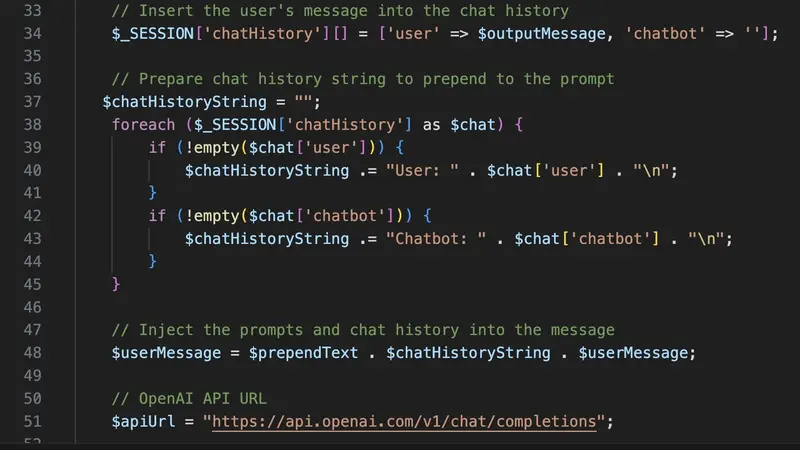 33 // Insert the user's message into the chat history
34 $_SESSION['chatHistory'][] = ['user' => $outputMessage, 'chatbot' => ''];
35
36 // Prepare chat history string to prepend to the prompt
37 $chatHistoryString = "";
38 foreach ($_SESSION['chatHistory'] as $chat) {
39 if (!empty($chat['user'])) {
40 $chatHistoryString .= "User: " . $chat['user'] . "\n";
41 }
42 if (!empty($chat['chatbot'])) {
43 $chatHistoryString .= "Chatbot: " . $chat['chatbot'] . "\n";
44 }
45 }
46
47 // Inject the prompts and chat history into the message
48 $userMessage = $prependText . $chatHistoryString . $userMessage;
49
50 // OpenAI API URL
51 $apiUrl = "https://api.openai.com/v1/chat/completions";
52